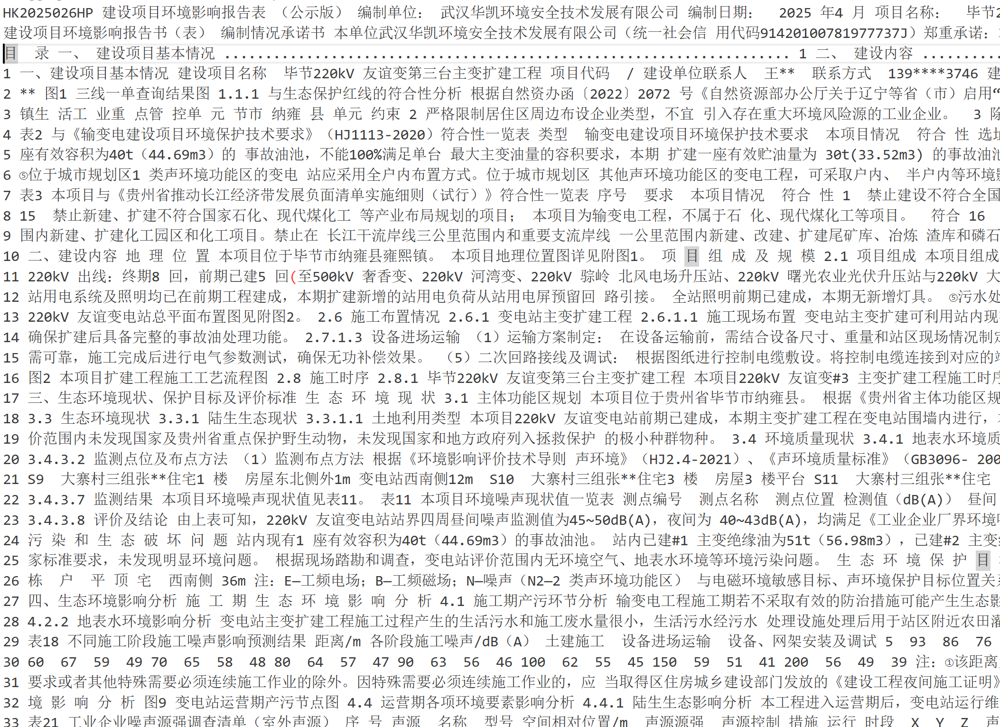 HK2025026HP 建设项目环境影响报告表 （公示版） 编制单位： 武汉华凯环境安全技术发展有限公司 编制日期： 2025 年4 月 项目名称： 毕节2
建设项目环境影响报告书（表） 编制情况承诺书 本单位武汉华凯环境安全技术发展有限公司（统一社会信 用代码91420100781977737J）郑重承诺：
目 录 一、 建设项目基本情况 ..................................................................... 1 二、 建设内容 ..........
1 一、建设项目基本情况 建设项目名称 毕节220kV 友谊变第三台主变扩建工程 项目代码 / 建设单位联系人 王** 联系方式 139****3746 建
2 ** 图1 三线一单查询结果图 1.1.1 与生态保护红线的符合性分析 根据自然资办函〔2022〕2072 号《自然资源部办公厅关于辽宁等省（市）启用“
3 镇生 活工 业重 点管 控单 元 节市 纳雍 县 单元 约束 2 严格限制居住区周边布设企业类型，不宜 引入存在重大环境风险源的工业企业。 3 除
4 表2 与《输变电建设项目环境保护技术要求》（HJ1113-2020）符合性一览表 类型 输变电建设项目环境保护技术要求 本项目情况 符合 性 选址
5 座有效容积为40t（44.69m3）的 事故油池，不能100%满足单台 最大主变油量的容积要求，本期 扩建一座有效贮油量为 30t(33.52m3) 的事故油池
6 ⑤位于城市规划区1 类声环境功能区的变电 站应采用全户内布置方式。位于城市规划区 其他声环境功能区的变电工程，可采取户内、 半户内等环境影
7 表3 本项目与《贵州省推动长江经济带发展负面清单实施细则（试行）》符合性一览表 序号 要求 本项目情况 符合 性 1 禁止建设不符合全国
8 15 禁止新建、扩建不符合国家石化、现代煤化工 等产业布局规划的项目； 本项目为输变电工程，不属于石 化、现代煤化工等项目。 符合 16
9 围内新建、扩建化工园区和化工项目。禁止在 长江干流岸线三公里范围内和重要支流岸线 一公里范围内新建、改建、扩建尾矿库、冶炼 渣库和磷石
10 二、建设内容 地 理 位 置 本项目位于毕节市纳雍县雍熙镇。 本项目地理位置图详见附图1。 项 目 组 成 及 规 模 2.1 项目组成 本项目组成
11 220kV 出线：终期8 回，前期已建5 回(至500kV 奢香变、220kV 河湾变、220kV 骔岭 北风电场升压站、220kV 曙光农业光伏升压站与220kV 大
12 站用电系统及照明均已在前期工程建成，本期扩建新增的站用电负荷从站用电屏预留回 路引接。 全站照明前期已建成，本期无新增灯具。 ⑤污水处
13 220kV 友谊变电站总平面布置图见附图2。 2.6 施工布置情况 2.6.1 变电站主变扩建工程 2.6.1.1 施工现场布置 变电站主变扩建可利用站内现
14 确保扩建后具备完整的事故油处理功能。 2.7.1.3 设备进场运输 （1）运输方案制定： 在设备运输前，需结合设备尺寸、重量和站区现场情况制定
15 需可靠，施工完成后进行电气参数测试，确保无功补偿效果。 （5）二次回路接线及调试： 根据图纸进行控制电缆敷设。将控制电缆连接到对应的端
16 图2 本项目扩建工程施工工艺流程图 2.8 施工时序 2.8.1 毕节220kV 友谊变第三台主变扩建工程 本项目220kV 友谊变#3 主变扩建工程施工时序
17 三、生态环境现状、保护目标及评价标准 生 态 环 境 现 状 3.1 主体功能区规划 本项目位于贵州省毕节市纳雍县。 根据《贵州省主体功能区规
18 3.3 生态环境现状 3.3.1 陆生生态现状 3.3.1.1 土地利用类型 本项目220kV 友谊变电站前期已建成，本期主变扩建工程在变电站围墙内进行，
19 价范围内未发现国家及贵州省重点保护野生动物，未发现国家和地方政府列入拯救保护 的极小种群物种。 3.4 环境质量现状 3.4.1 地表水环境质
20 3.4.3.2 监测点位及布点方法 （1）监测布点方法 根据《环境影响评价技术导则 声环境》（HJ2.4-2021）、《声环境质量标准》（GB3096- 200
21 S9 大寨村三组张**住宅1 楼 房屋东北侧外1m 变电站西南侧12m S10 大寨村三组张**住宅3 楼 房屋3 楼平台 S11 大寨村三组张**住宅
22 3.4.3.7 监测结果 本项目环境噪声现状值见表11。 表11 本项目环境噪声现状值一览表 测点编号 测点名称 测点位置 检测值（dB(A)） 昼间
23 3.4.3.8 评价及结论 由上表可知，220kV 友谊变电站站界四周昼间噪声监测值为45~50dB(A)，夜间为 40~43dB(A)，均满足《工业企业厂界环境噪
24 污 染 和 生 态 破 坏 问 题 站内现有1 座有效容积为40t（44.69m3）的事故油池。 站内已建#1 主变绝缘油为51t（56.98m3），已建#2 主变绝
25 家标准要求，未发现明显环境问题。 根据现场踏勘和调查，变电站评价范围内无环境空气、地表水环境等环境污染问题。 生 态 环 境 保 护 目
26 栋 户 平 顶 宅 西南侧 36m 注：E—工频电场；B—工频磁场；N—噪声（N2—2 类声环境功能区） 与电磁环境敏感目标、声环境保护目标位置关系
27 四、生态环境影响分析 施 工 期 生 态 环 境 影 响 分 析 4.1 施工期产污环节分析 输变电工程施工期若不采取有效的防治措施可能产生生态影
28 4.2.2 地表水环境影响分析 变电站主变扩建工程施工过程产生的生活污水和施工废水量很小，生活污水经污水 处理设施处理后用于站区附近农田灌
29 表18 不同施工阶段施工噪声影响预测结果 距离/m 各阶段施工噪声/dB（A） 土建施工 设备进场运输 设备、网架安装及调试 5 93 86 76
30 60 67 59 49 70 65 58 48 80 64 57 47 90 63 56 46 100 62 55 45 150 59 51 41 200 56 49 39 注：①该距离
31 要求或者其他特殊需要必须连续施工作业的除外。因特殊需要必须连续施工作业的，应 当取得区住房城乡建设部门发放的《建设工程夜间施工证明》
32 境 影 响 分 析 图9 变电站运营期产污节点图 4.4 运营期各项环境要素影响分析 4.4.1 陆生生态影响分析 本工程进入运营期后，变电站运行维
33 表21 工业企业噪声源强调查清单（室外声源） 序 号 声源 名称 型号 空间相对位置/m 声源源强 声源控制 措施 运行 时段 X Y Z 声